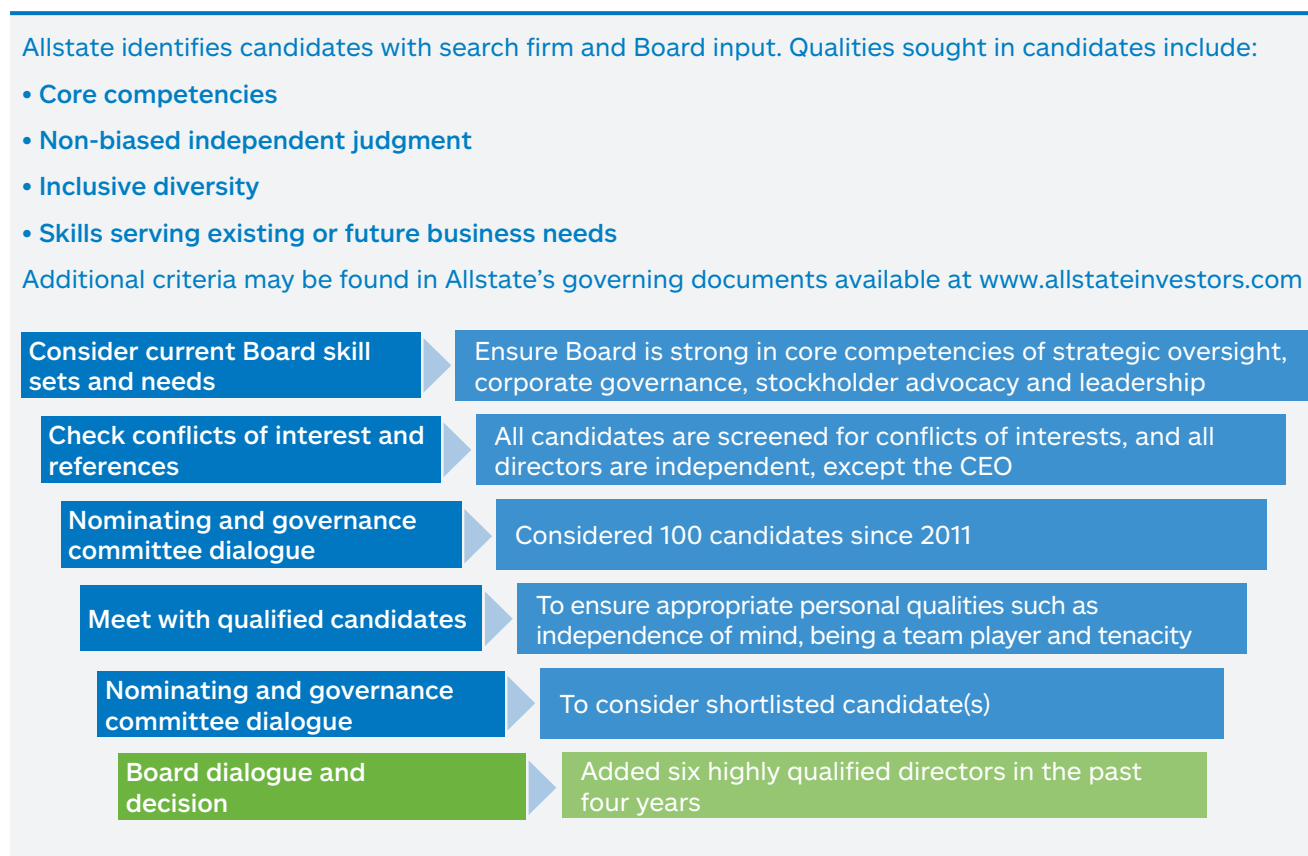 Allstate identifies candidates with search firm and Board input. Qualities sought in candidates include:
• Core competencies
• Non-biased independent judgment
• Inclusive diversity
• Skills serving existing or future business needs
Additional criteria may be found in Allstate’s governing documents available at www.allstateinvestors.com
Consider current Board skill
sets and needs
Ensure Board is strong in core competencies of strategic oversight,
corporate governance, stockholder advocacy and leadership
Check conflicts of interest and
references
All candidates are screened for conflicts of interests, and all
directors are independent, except the CEO
Nominating and governance
committee dialogue
Considered 100 candidates since 2011
Meet with qualified candidates
To ensure appropriate personal qualities such as
independence of mind, being a team player and tenacity
Nominating and governance
committee dialogue
To consider shortlisted candidate(s)
Board dialogue and
decision
Added six highly qualified directors in the past
four years